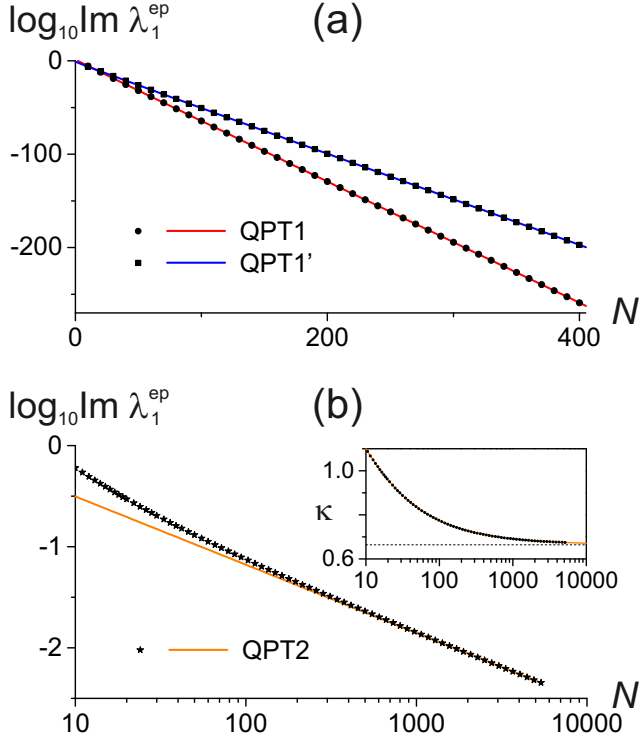 log₁₀Im λ₁ᵉᵖ (a)
0
-100
-200
QPT1
QPT1'
0 200 400 N
log₁₀Im λ₁ᵉᵖ (b)
0
-1
-2
1.0
κ
0.6
10 100 1000 10000
QPT2
10 100 1000 10000 N